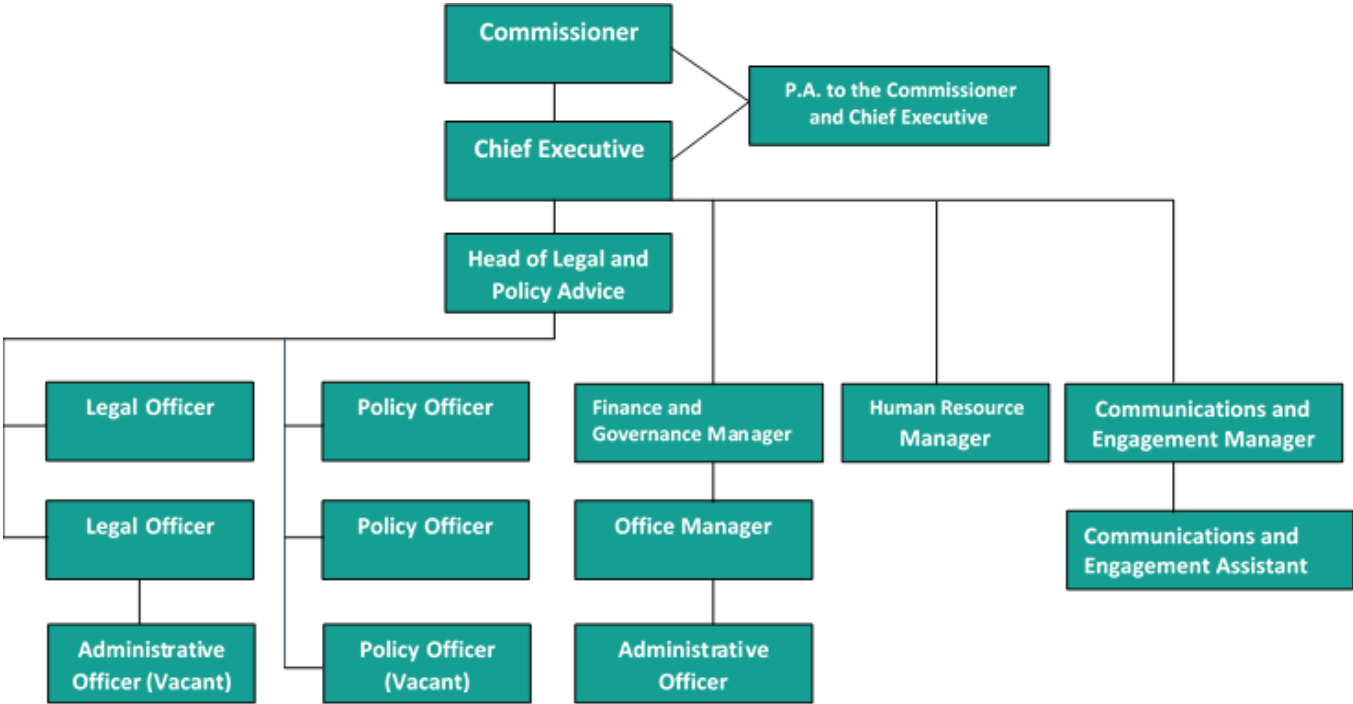 Commissioner
P.A. to the Commissioner
and Chief Executive
Chief Executive
Head of Legal and
Policy Advice
Legal Officer
Policy Officer
Finance and
Governance Manager
Human Resource
Manager
Communications and
Engagement Manager
Legal Officer
Policy Officer
Office Manager
Communications and
Engagement Assistant
Administrative
Officer (Vacant)
Policy Officer
(Vacant)
Administrative
Officer